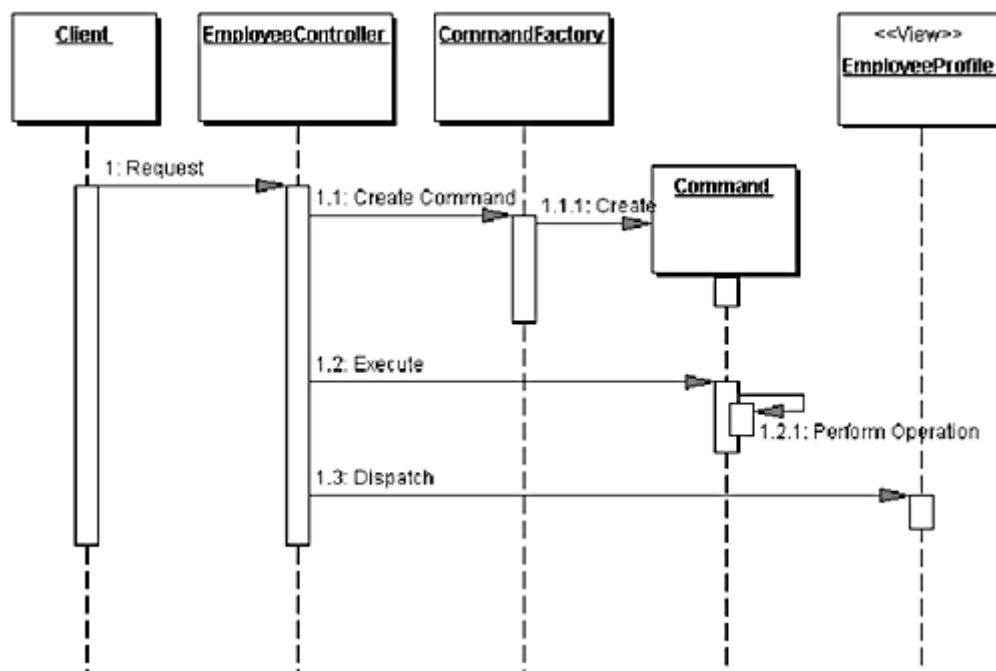 Client
EmployeeController
CommandFactory
<<View>>
EmployeeProfile
1: Request
1.1: Create Command
1.1.1: Create
Command
1.2: Execute
1.2.1: Perform Operation
1.3: Dispatch